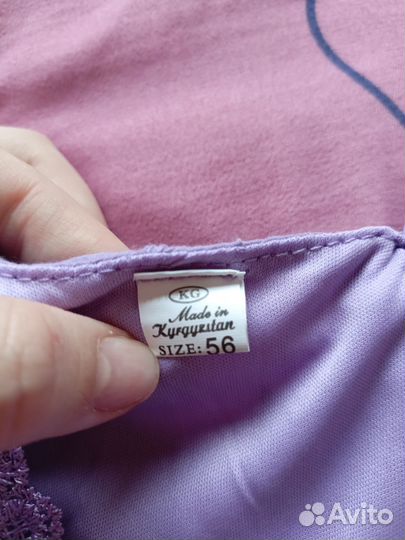 KG
Made in
Kyrgyzstan
SIZE: 56
Avito